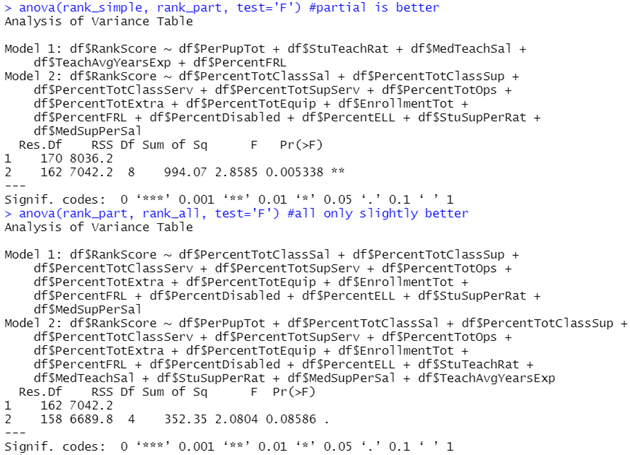 > anova(rank_simple, rank_part, test='F') #partial is better
Analysis of Variance Table

Model 1: df$RankScore ~ df$PerPupTot + df$StuTeachRat + df$MedTeachSal +
    df$TeachAvgYearsExp + df$PercentFRL
Model 2: df$RankScore ~ df$PercentTotClassSal + df$PercentTotClassSup +
    df$PercentTotClassServ + df$PercentTotSupServ + df$PercentTotOps +
    df$PercentTotExtra + df$PercentTotEquip + df$EnrollmentTot +
    df$PercentFRL + df$PercentDisabled + df$PercentELL + df$StuSupPerRat +
    df$MedSupPerSal
  Res.Df    RSS Df Sum of Sq      F   Pr(>F)
1    170 8036.2
2    162 7042.2  8    994.07 2.8585 0.005338 **
---
Signif. codes:  0 ‘***’ 0.001 ‘**’ 0.01 ‘*’ 0.05 ‘.’ 0.1 ‘ ’ 1
> anova(rank_part, rank_all, test='F') #all only slightly better
Analysis of Variance Table

Model 1: df$RankScore ~ df$PercentTotClassSal + df$PercentTotClassSup +
    df$PercentTotClassServ + df$PercentTotSupServ + df$PercentTotOps +
    df$PercentTotExtra + df$PercentTotEquip + df$EnrollmentTot +
    df$PercentFRL + df$PercentDisabled + df$PercentELL + df$StuSupPerRat +
    df$MedSupPerSal
Model 2: df$RankScore ~ df$PerPupTot + df$PercentTotClassSal + df$PercentTotClassSup +
    df$PercentTotClassServ + df$PercentTotSupServ + df$PercentTotOps +
    df$PercentTotExtra + df$PercentTotEquip + df$EnrollmentTot +
    df$PercentFRL + df$PercentDisabled + df$PercentELL + df$StuTeachRat +
    df$MedTeachSal + df$StuSupPerRat + df$MedSupPerSal + df$TeachAvgYearsExp
  Res.Df    RSS Df Sum of Sq      F  Pr(>F)
1    162 7042.2
2    158 6689.8  4    352.35 2.0804 0.08586 .
---
Signif. codes:  0 ‘***’ 0.001 ‘**’ 0.01 ‘*’ 0.05 ‘.’ 0.1 ‘ ’ 1